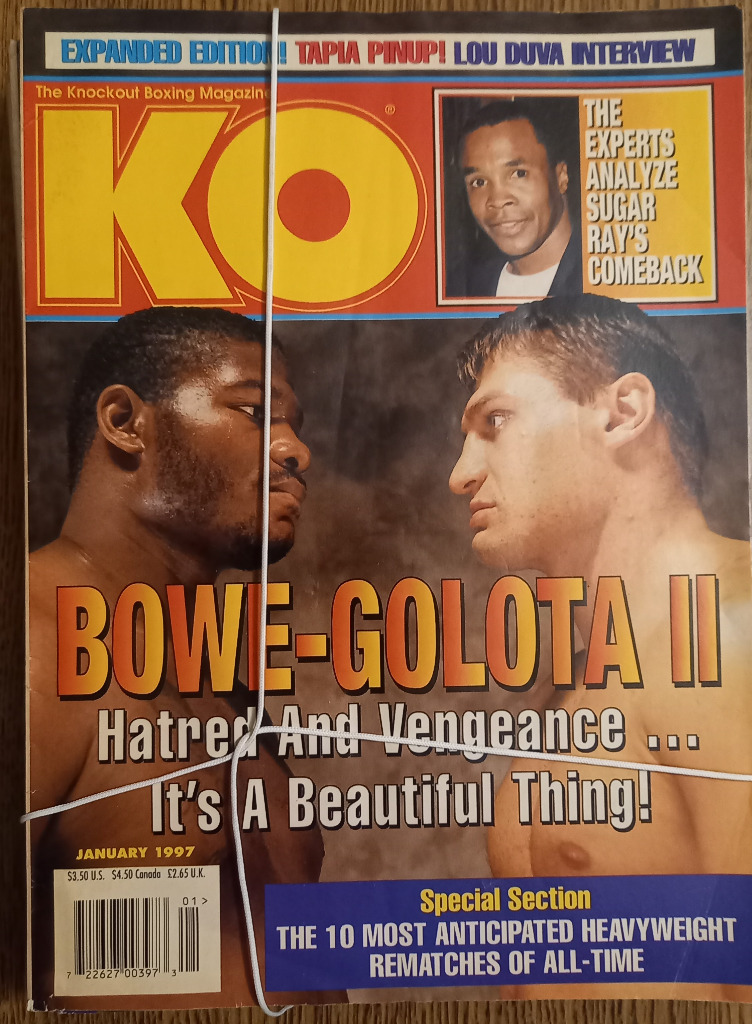 EXPANDED EDITION! TAPIA PINUP! LOU DUVA INTERVIEW
The Knockout Boxing Magazine
KO®
THE
EXPERTS
ANALYZE
SUGAR
RAY'S
COMEBACK
BOWE-GOLOTA II
Hatred And Vengeance ...
It's A Beautiful Thing!
JANUARY 1997
$3.50 U.S. $4.50 Canada £2.65 U.K.
01>
7 22627 00397 3
Special Section
THE 10 MOST ANTICIPATED HEAVYWEIGHT
REMATCHES OF ALL-TIME